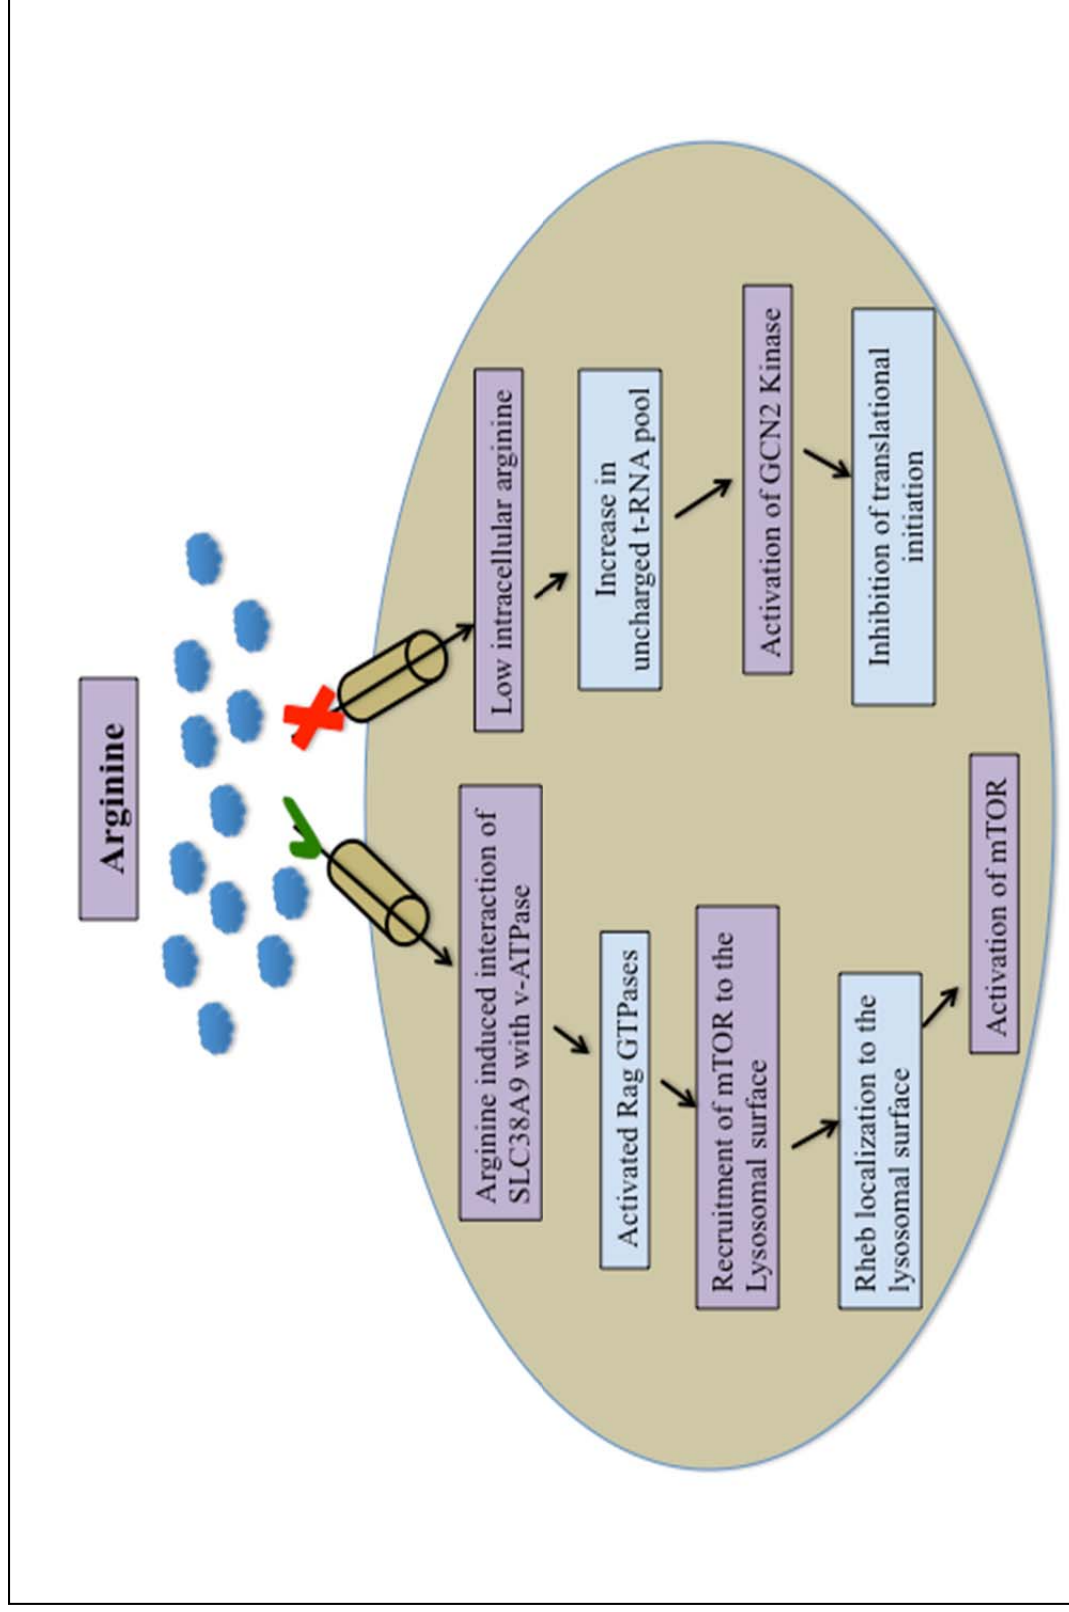 Arginine
Arginine induced interaction of
SLC38A9 with v-ATPase
Activated Rag GTPases
Recruitment of mTOR to the
Lysosomal surface
Rheb localization to the
lysosomal surface
Activation of mTOR
Low intracellular arginine
Increase in
uncharged t-RNA pool
Activation of GCN2 Kinase
Inhibition of translational
initiation